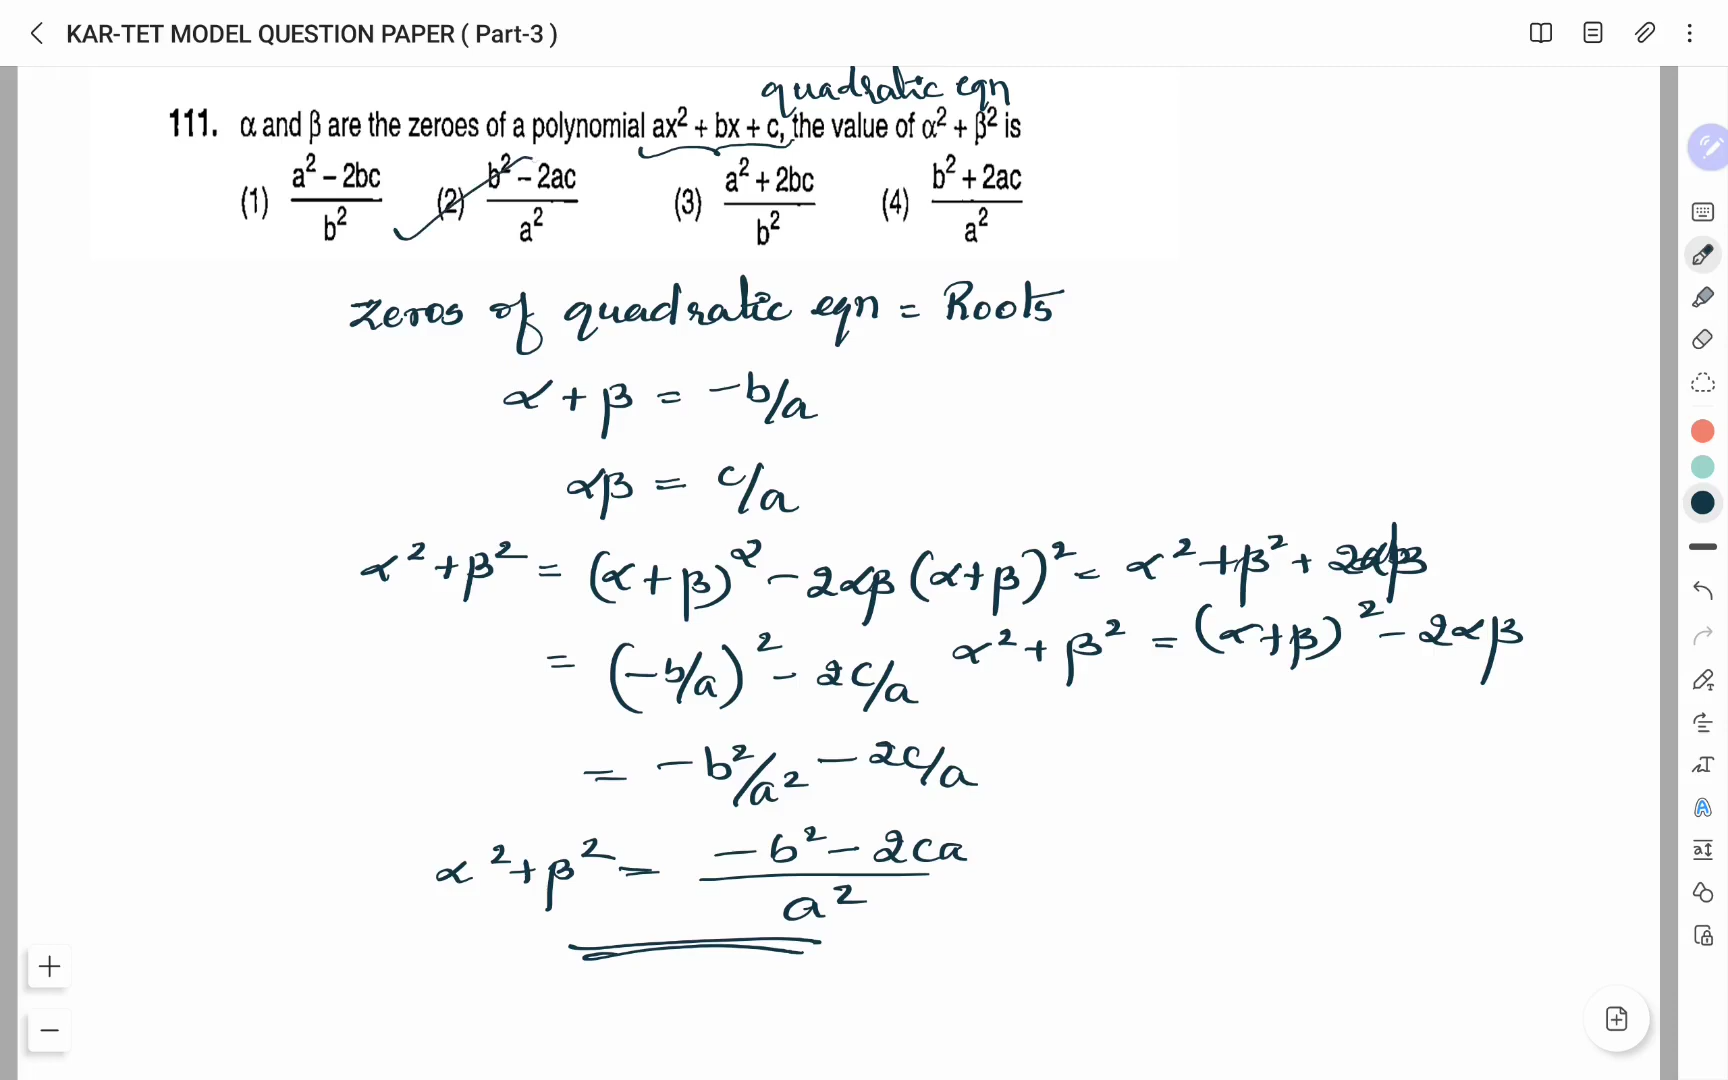 KAR-TET MODEL QUESTION PAPER ( Part-3 )
quadratic eqn
111. α and β are the zeroes of a polynomial ax² + bx + c, the value of α² + β² is
(1) (a² – 2bc)/b² (2) (b² – 2ac)/a² (3) (a² + 2bc)/b² (4) (b² + 2ac)/a²
Zeros of quadratic eqn = Roots
α + β = -b/a
αβ = c/a
α² + β² = (α + β)² - 2αβ (α+β)² = α² + β² + 2αβ
= (-b/a)² - 2c/a α² + β² = (α+β)² - 2αβ
= -b²/a² - 2c/a
α² + β² = (-b² - 2ca)/a²